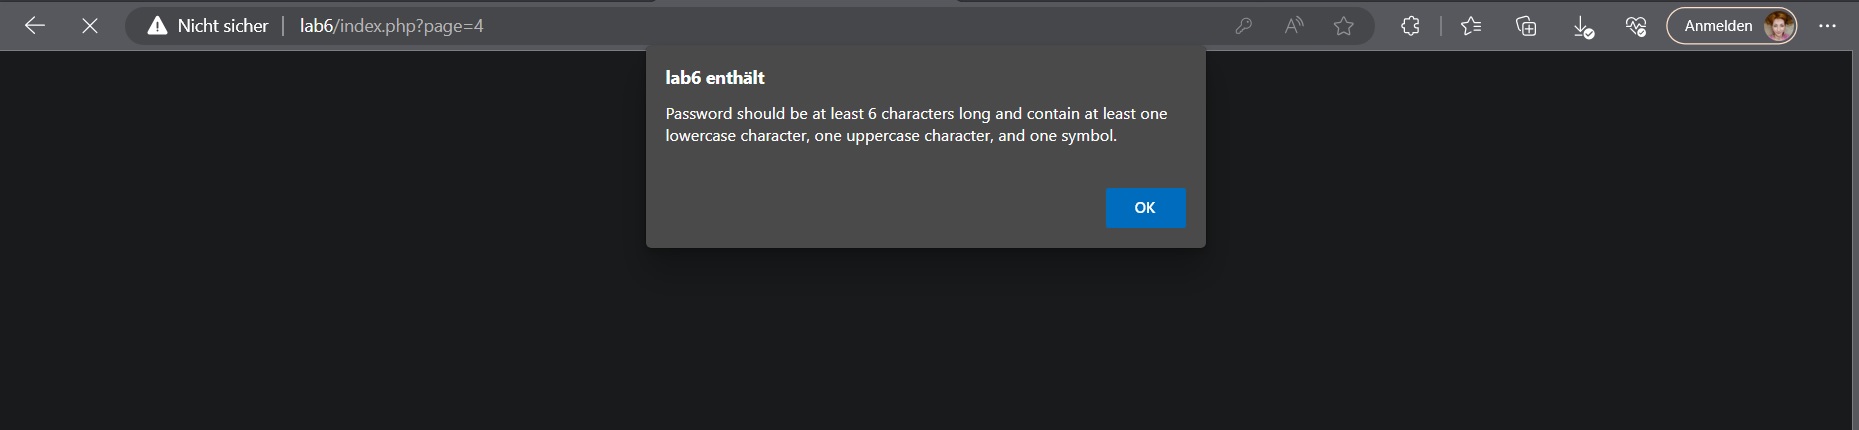 Nicht sicher
lab6/index.php?page=4
Anmelden
lab6 enthält
Password should be at least 6 characters long and contain at least one
lowercase character, one uppercase character, and one symbol.
OK